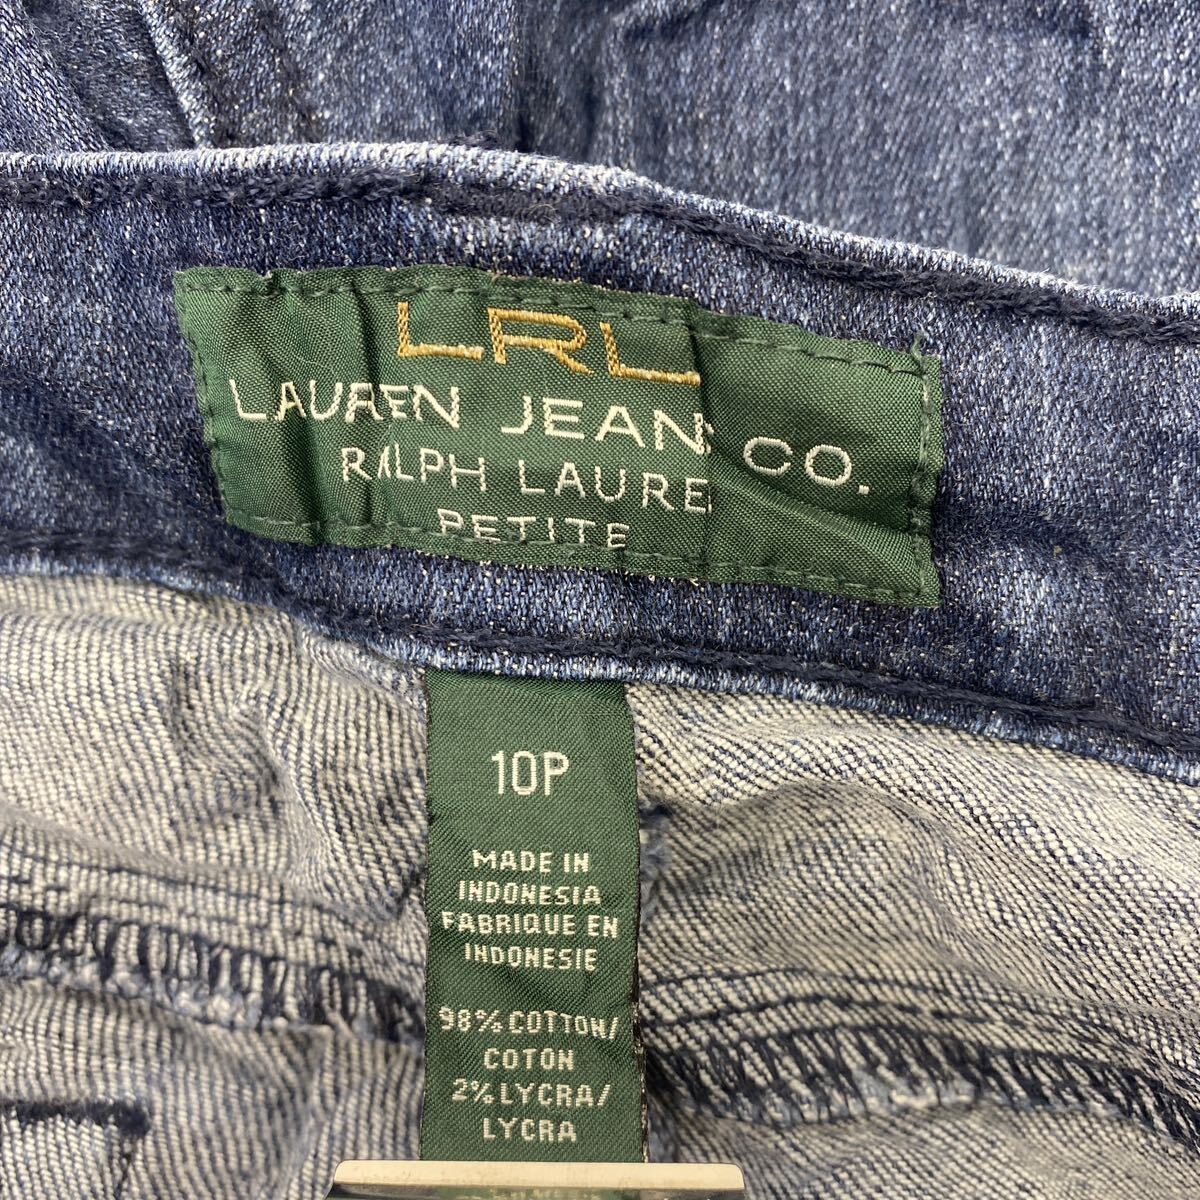 LRL
LAUREN JEANS CO.
RALPH LAUREN
PETITE
10P
MADE IN
INDONESIA
FABRIQUE EN
INDONESIE
98% COTTON/
COTON
2% LYCRA/
LYCRA